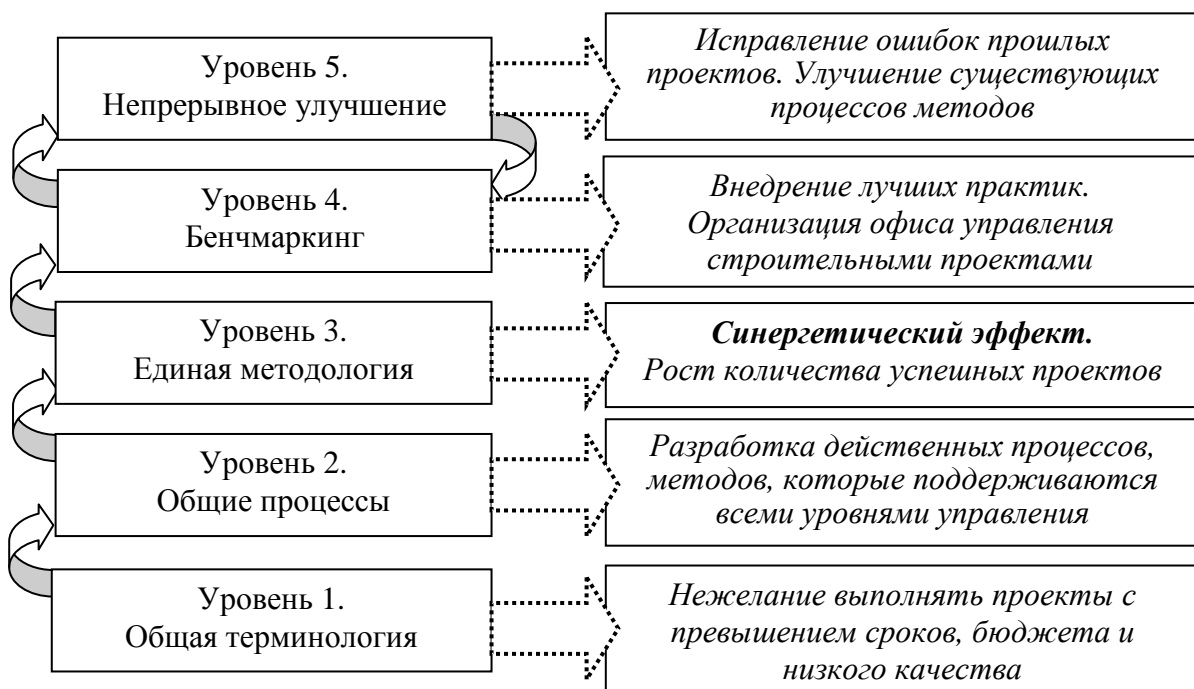 Уровень 5.
Непрерывное улучшение
Исправление ошибок прошлых
проектов. Улучшение существующих
процессов методов
Уровень 4.
Бенчмаркинг
Внедрение лучших практик.
Организация офиса управления
строительными проектами
Уровень 3.
Единая методология
Синергетический эффект.
Рост количества успешных проектов
Уровень 2.
Общие процессы
Разработка действенных процессов,
методов, которые поддерживаются
всеми уровнями управления
Уровень 1.
Общая терминология
Нежелание выполнять проекты с
превышением сроков, бюджета и
низкого качества